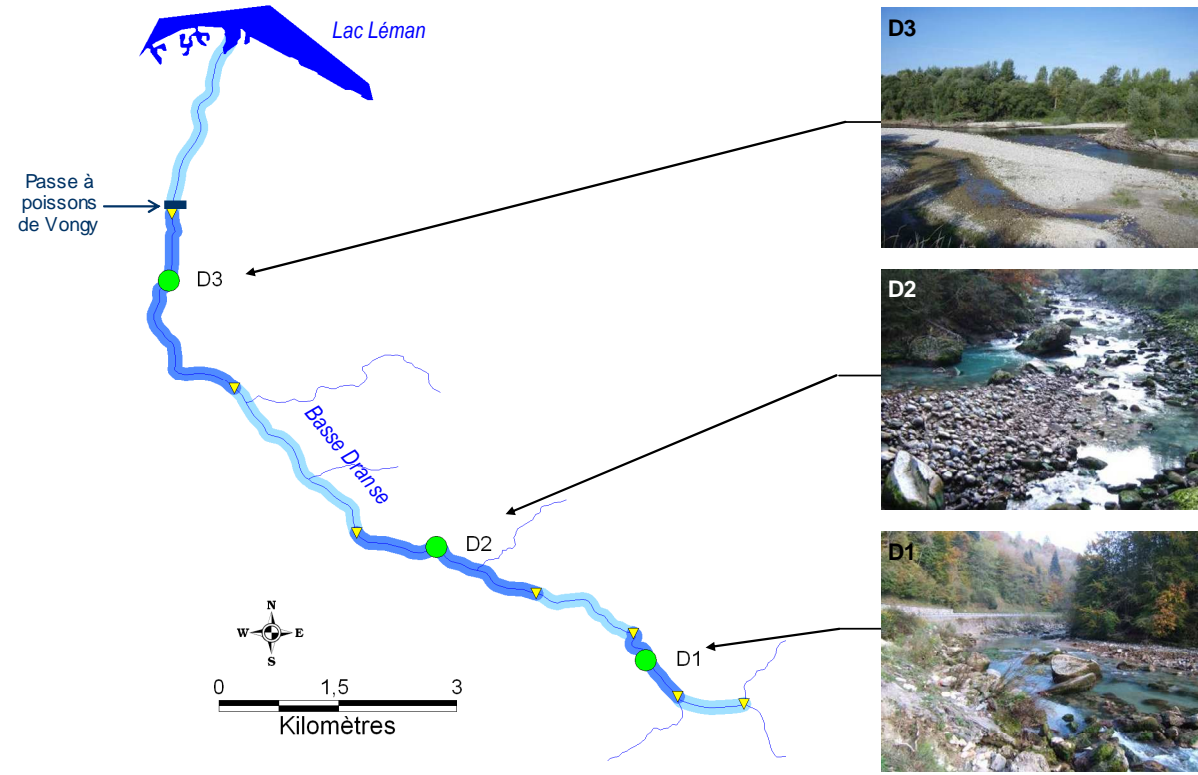 Lac Léman
D3
Passe à
poissons
de Vongy
D3
D2
Basse Dranse
D2
D1
N
W E
S
D1
0 1,5 3
Kilomètres